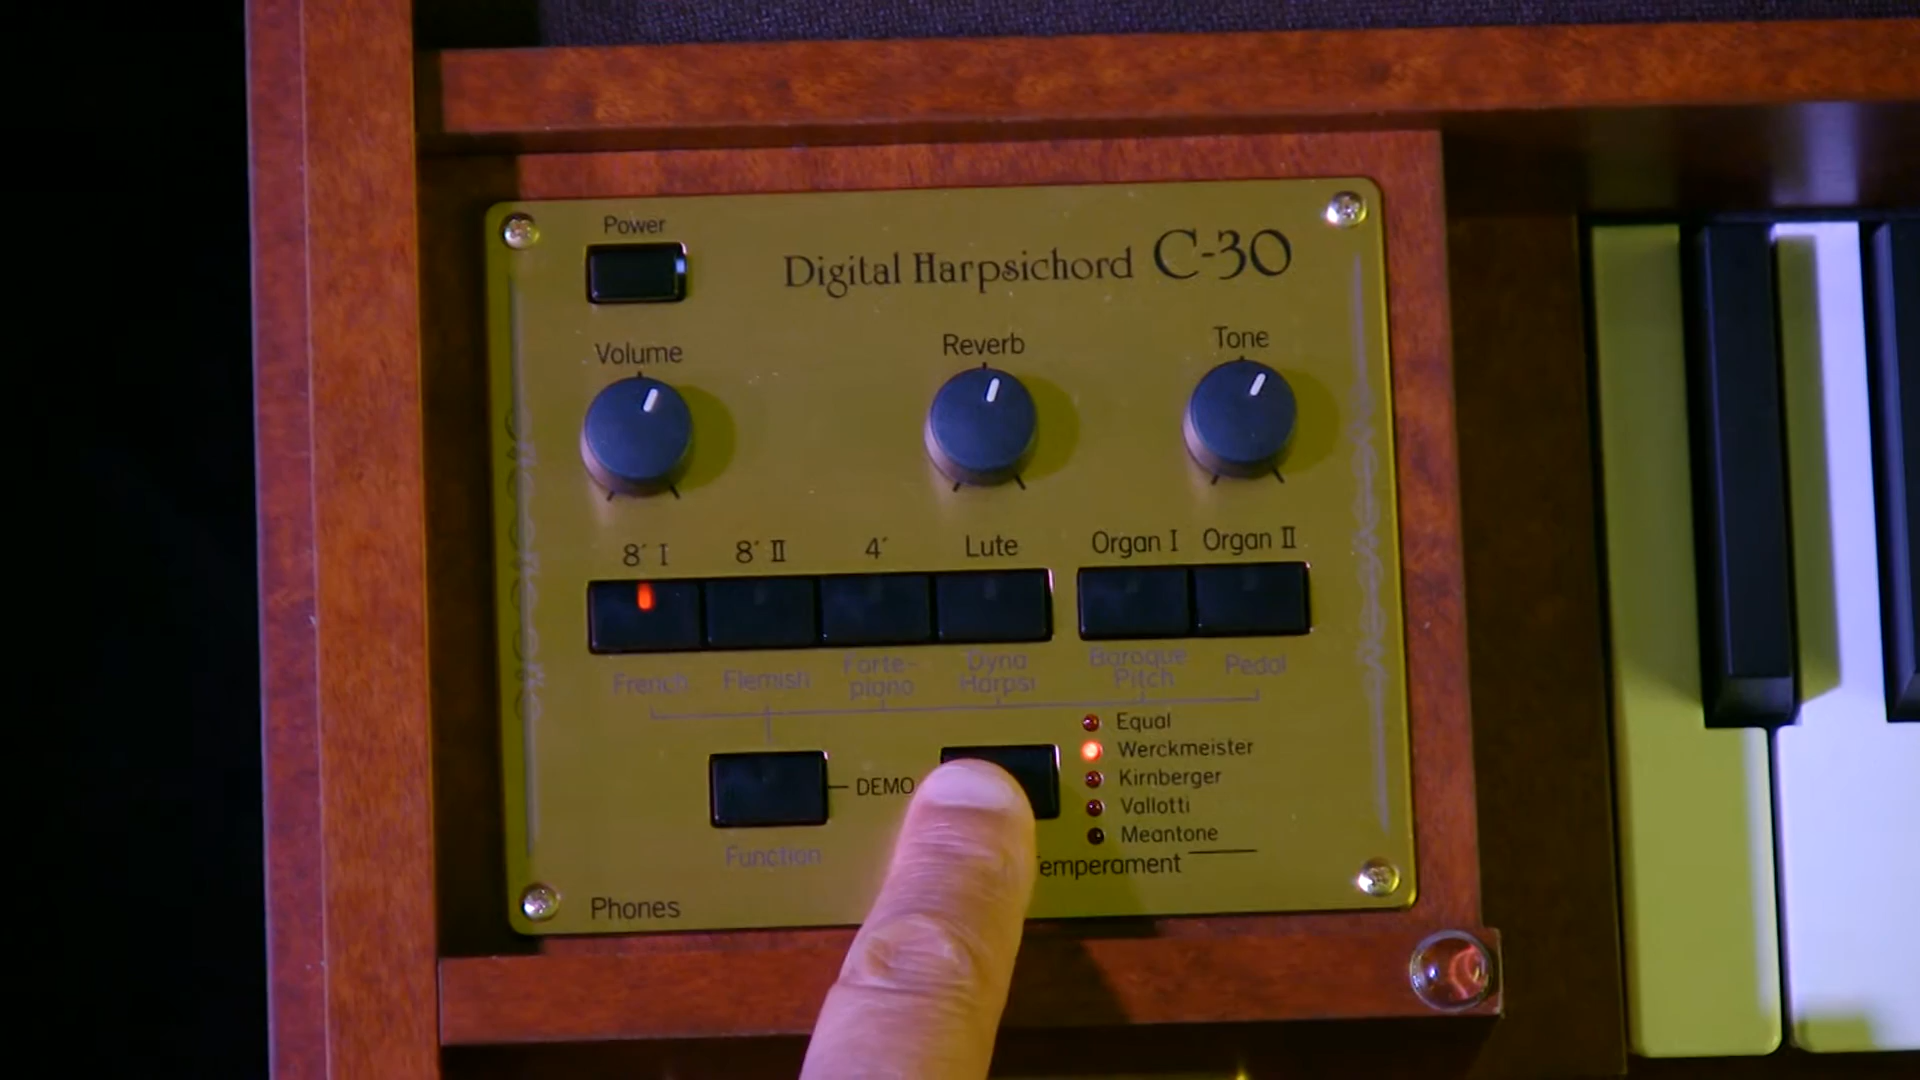 Power
Digital Harpsichord C-30
Volume Reverb Tone
8' I 8' II 4' Lute Organ I Organ II
French Flemish Forte-piano Dyna Harpsi Baroque Pitch Pedal
Equal
Werckmeister
DEMO Kirnberger
Vallotti
Meantone
Function Temperament
Phones